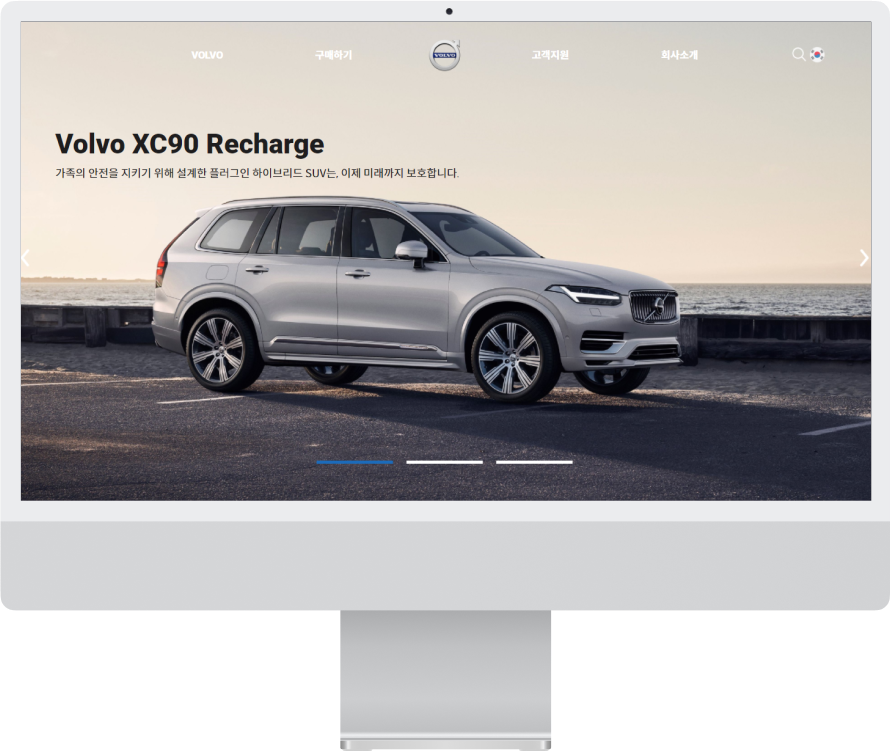 VOLVO
구매하기
VOLVO
고객지원
회사소개
Volvo XC90 Recharge
가족의 안전을 지키기 위해 설계한 플러그인 하이브리드 SUV는, 이제 미래까지 보호합니다.